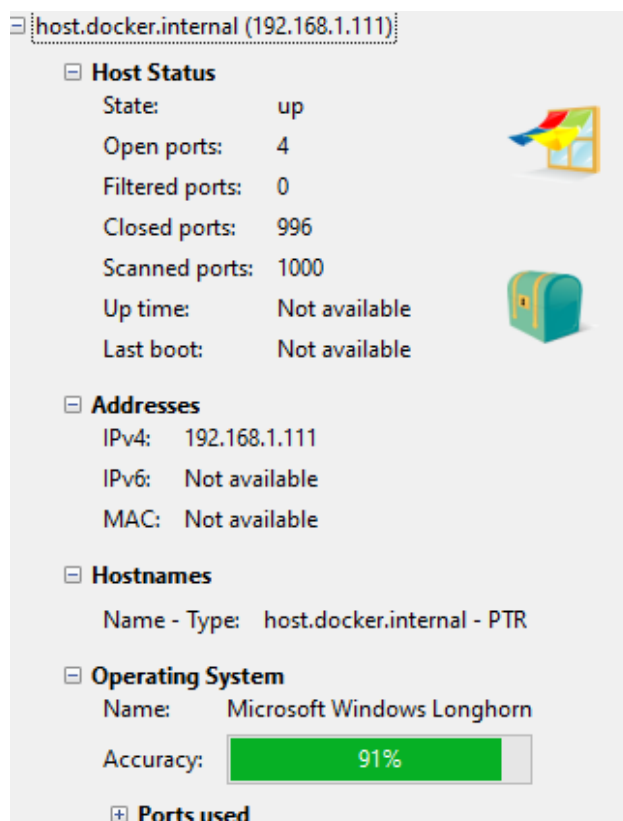 host.docker.internal (192.168.1.111)
Host Status
State: up
Open ports: 4
Filtered ports: 0
Closed ports: 996
Scanned ports: 1000
Up time: Not available
Last boot: Not available
Addresses
IPv4: 192.168.1.111
IPv6: Not available
MAC: Not available
Hostnames
Name - Type: host.docker.internal - PTR
Operating System
Name: Microsoft Windows Longhorn
Accuracy: 91%
Ports used